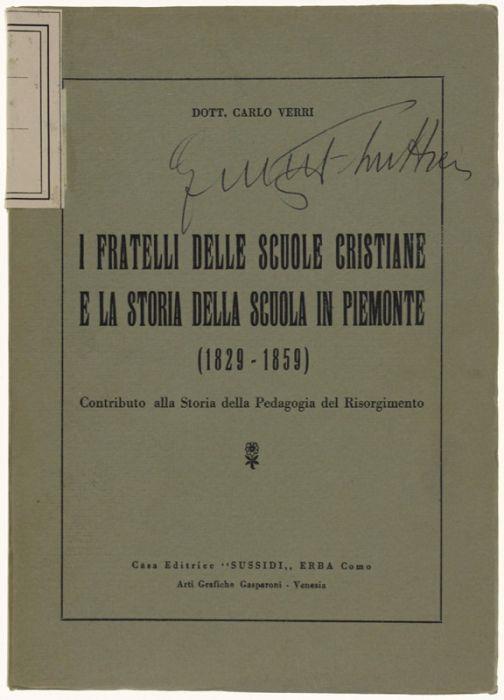 DOTT. CARLO VERRI
I FRATELLI DELLE SCUOLE CRISTIANE
E LA STORIA DELLA SCUOLA IN PIEMONTE
(1829 - 1859)
Contributo alla Storia della Pedagogia del Risorgimento
Casa Editrice "SUSSIDI,, ERBA Como
Arti Grafiche Gasparoni - Venezia